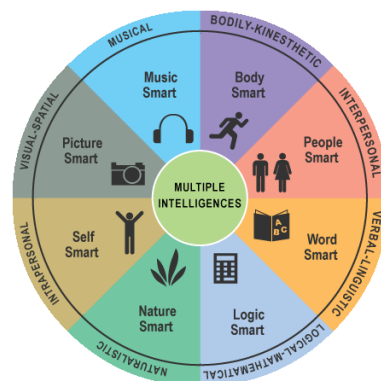 MUSICAL
BODILY-KINESTHETIC
Music
Smart
Body
Smart
VISUAL-SPATIAL
INTERPERSONAL
Picture
Smart
People
Smart
MULTIPLE
INTELLIGENCES
Self
Smart
A
B
C
Word
Smart
INTRAPERSONAL
VERBAL-LINGUISTIC
Nature
Smart
Logic
Smart
NATURALISTIC
LOGICAL-MATHEMATICAL